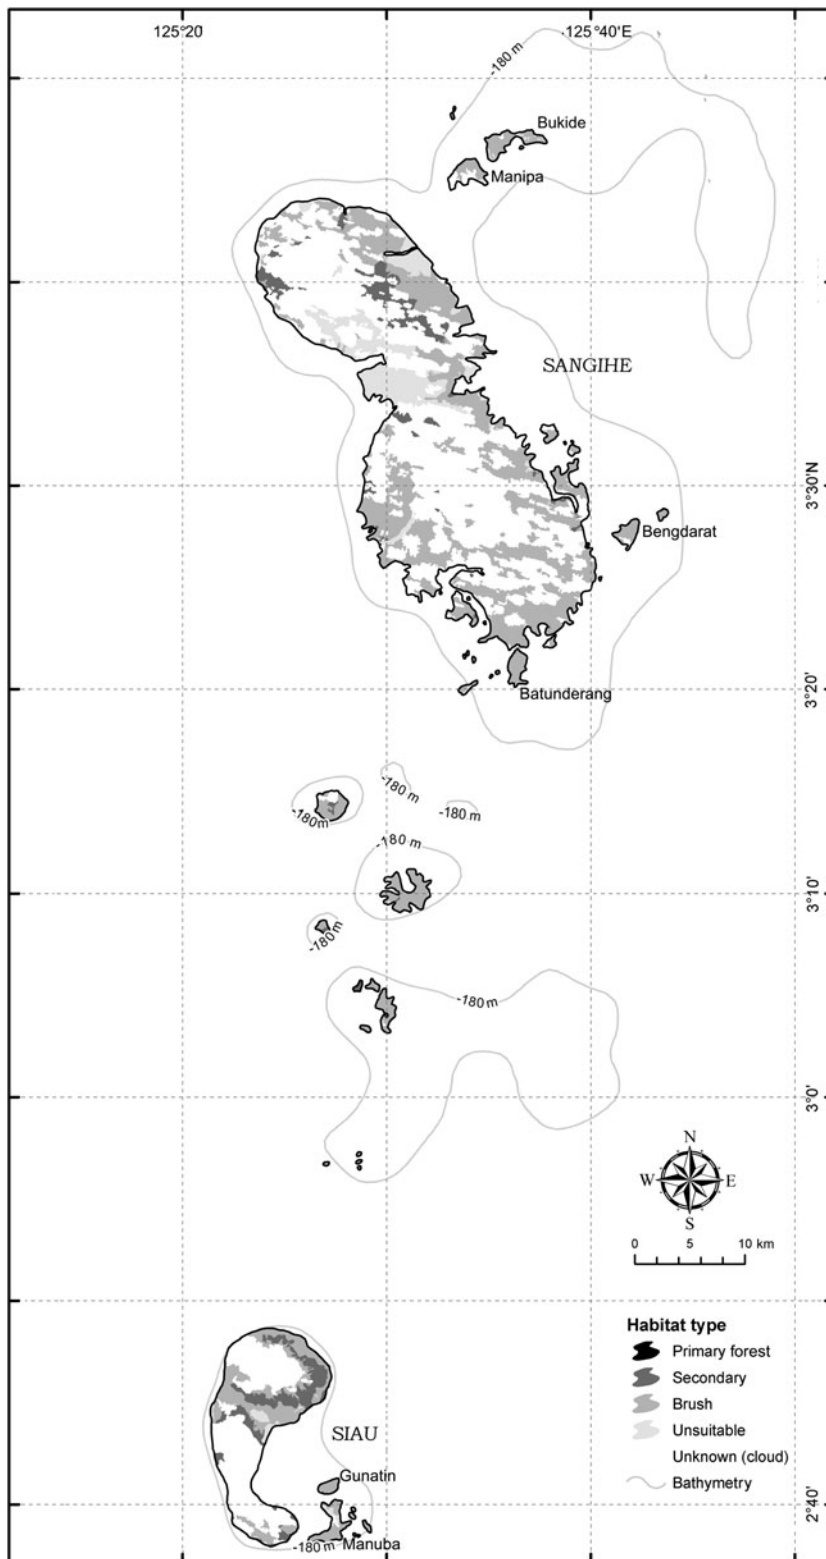 125°20
125°40'E
-180 m
Bukide
Manipa
SANGIHE
3°30'N
Bengdarat
3°20'
Batunderang
-180 m
-180m
-180 m
-180 m
3°10'
-180 m
-180 m
3°0'
N
W E
S
0 5 10 km
Habitat type
Primary forest
Secondary
Brush
Unsuitable
Unknown (cloud)
Bathymetry
SIAU
Gunatin
2°40'
-180 m
Manuba